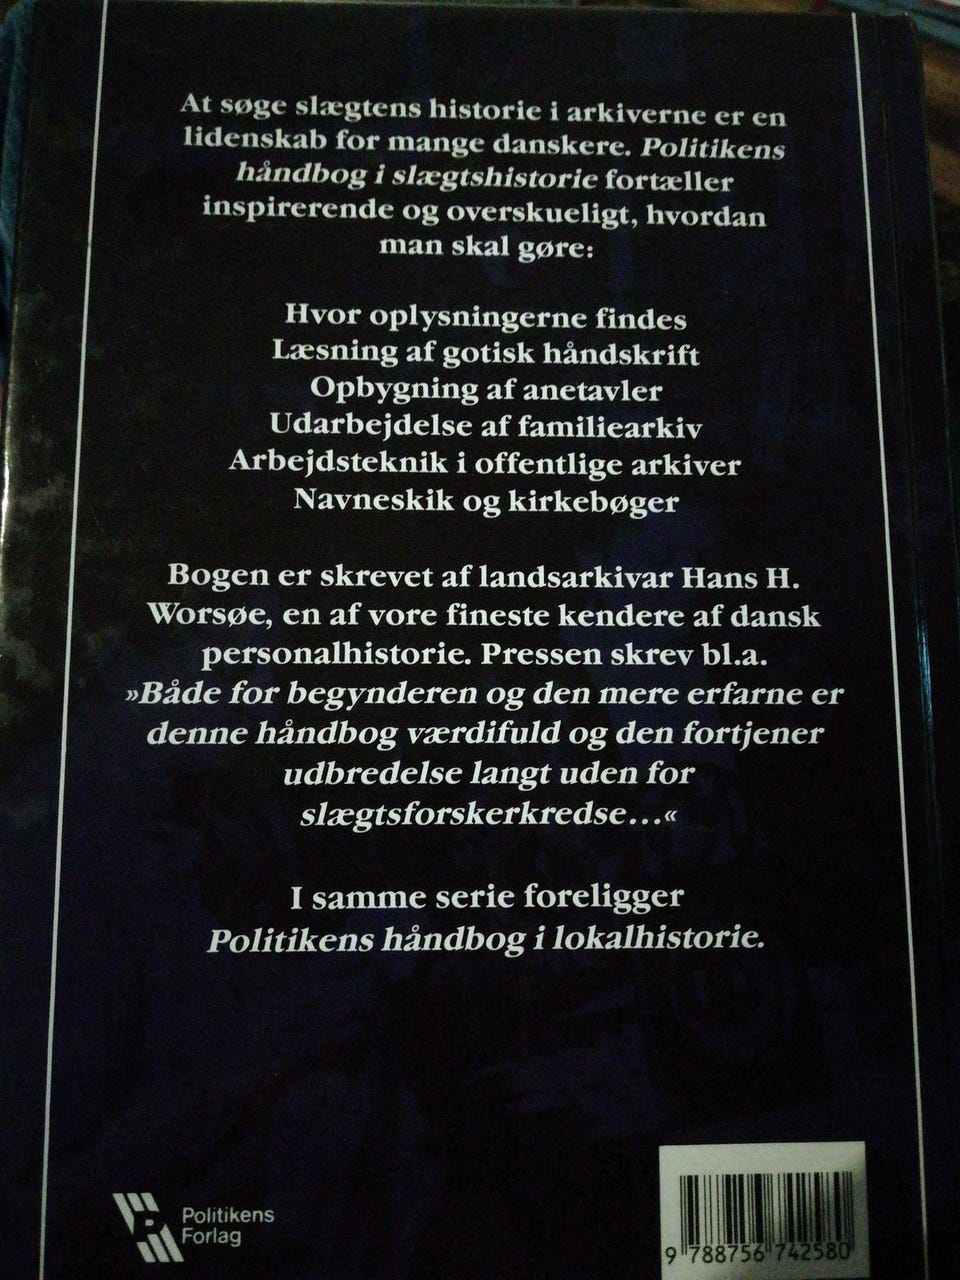 At søge slægtens historie i arkiverne er en
lidenskab for mange danskere. Politikens
håndbog i slægtshistorie fortæller
inspirerende og overskueligt, hvordan
man skal gøre:
Hvor oplysningerne findes
Læsning af gotisk håndskrift
Opbygning af anetavler
Udarbejdelse af familiearkiv
Arbejdsteknik i offentlige arkiver
Navneskik og kirkebøger
Bogen er skrevet af landsarkivar Hans H.
Worsøe, en af vore fineste kendere af dansk
personalhistorie. Pressen skrev bl.a.
»Både for begynderen og den mere erfarne er
denne håndbog værdifuld og den fortjener
udbredelse langt uden for
slægtsforskerkredse...«
I samme serie foreligger
Politikens håndbog i lokalhistorie.
Politikens
Forlag
9 788756 742580